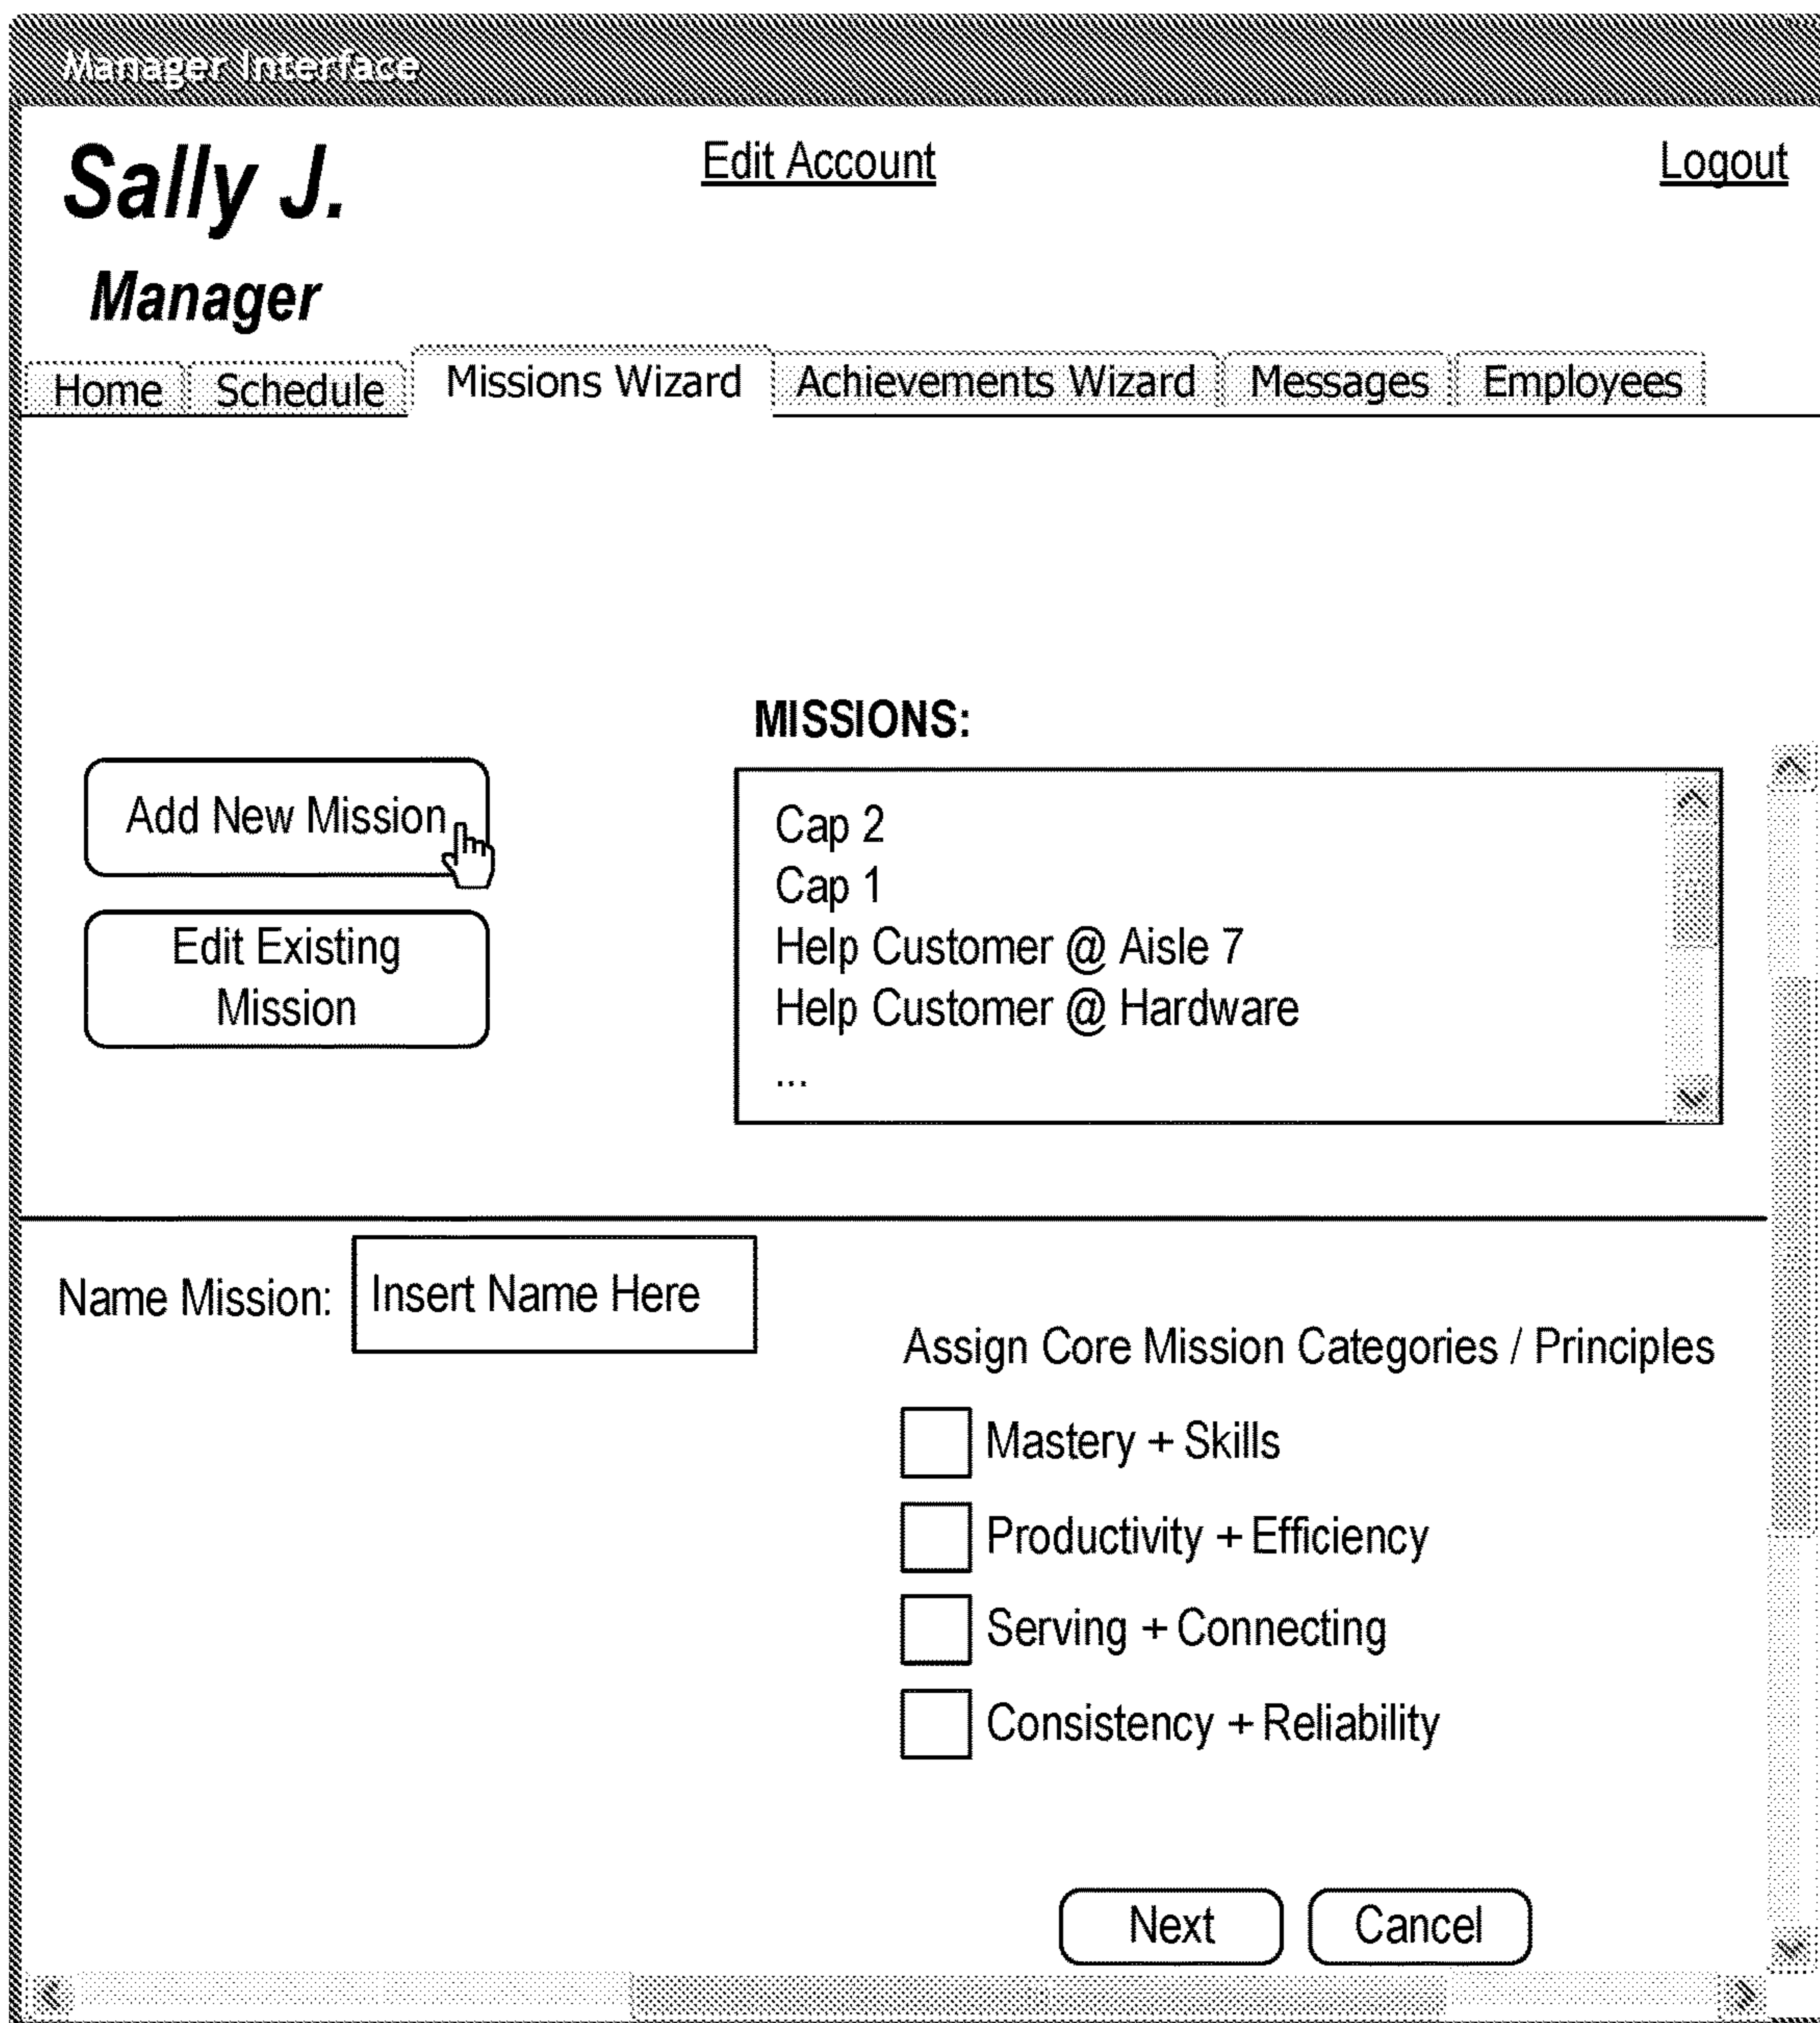 Manager Interface
Sally J.
Edit Account
Logout
Manager
Home Schedule Missions Wizard Achievements Wizard Messages Employees
MISSIONS:
Add New Mission
Edit Existing
Mission
Cap 2
Cap 1
Help Customer @ Aisle 7
Help Customer @ Hardware
...
Name Mission: Insert Name Here
Assign Core Mission Categories / Principles
Mastery + Skills
Productivity + Efficiency
Serving + Connecting
Consistency + Reliability
Next Cancel